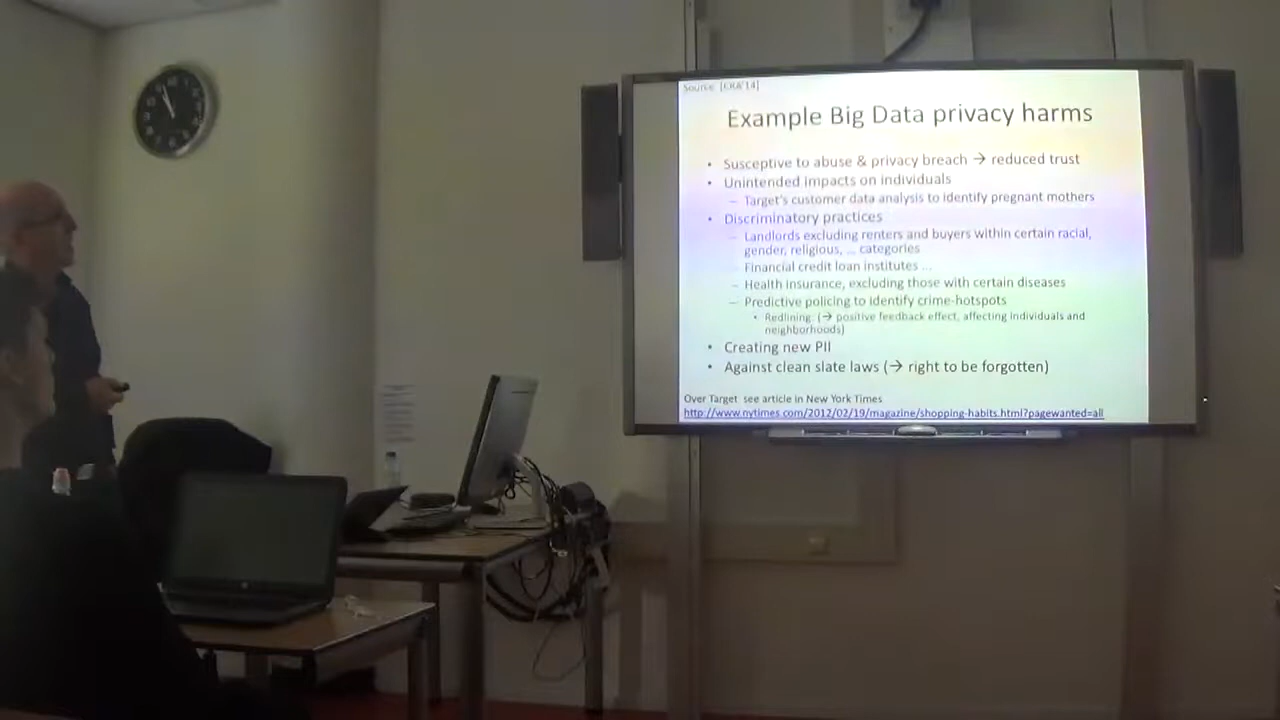 Source: [EXA'14]
Example Big Data privacy harms
• Susceptive to abuse & privacy breach → reduced trust
• Unintended impacts on individuals
– Target's customer data analysis to identify pregnant mothers
• Discriminatory practices
– Landlords excluding renters and buyers within certain racial,
gender, religious, ... categories
– Financial credit loan institutes ...
– Health insurance, excluding those with certain diseases
– Predictive policing to identify crime-hotspots
• Redlining: (→ positive feedback effect, affecting individuals and
neighborhoods)
• Creating new PII
• Against clean slate laws (→ right to be forgotten)
Over Target see article in New York Times
http://www.nytimes.com/2012/02/19/magazine/shopping-habits.html?pagewanted=all